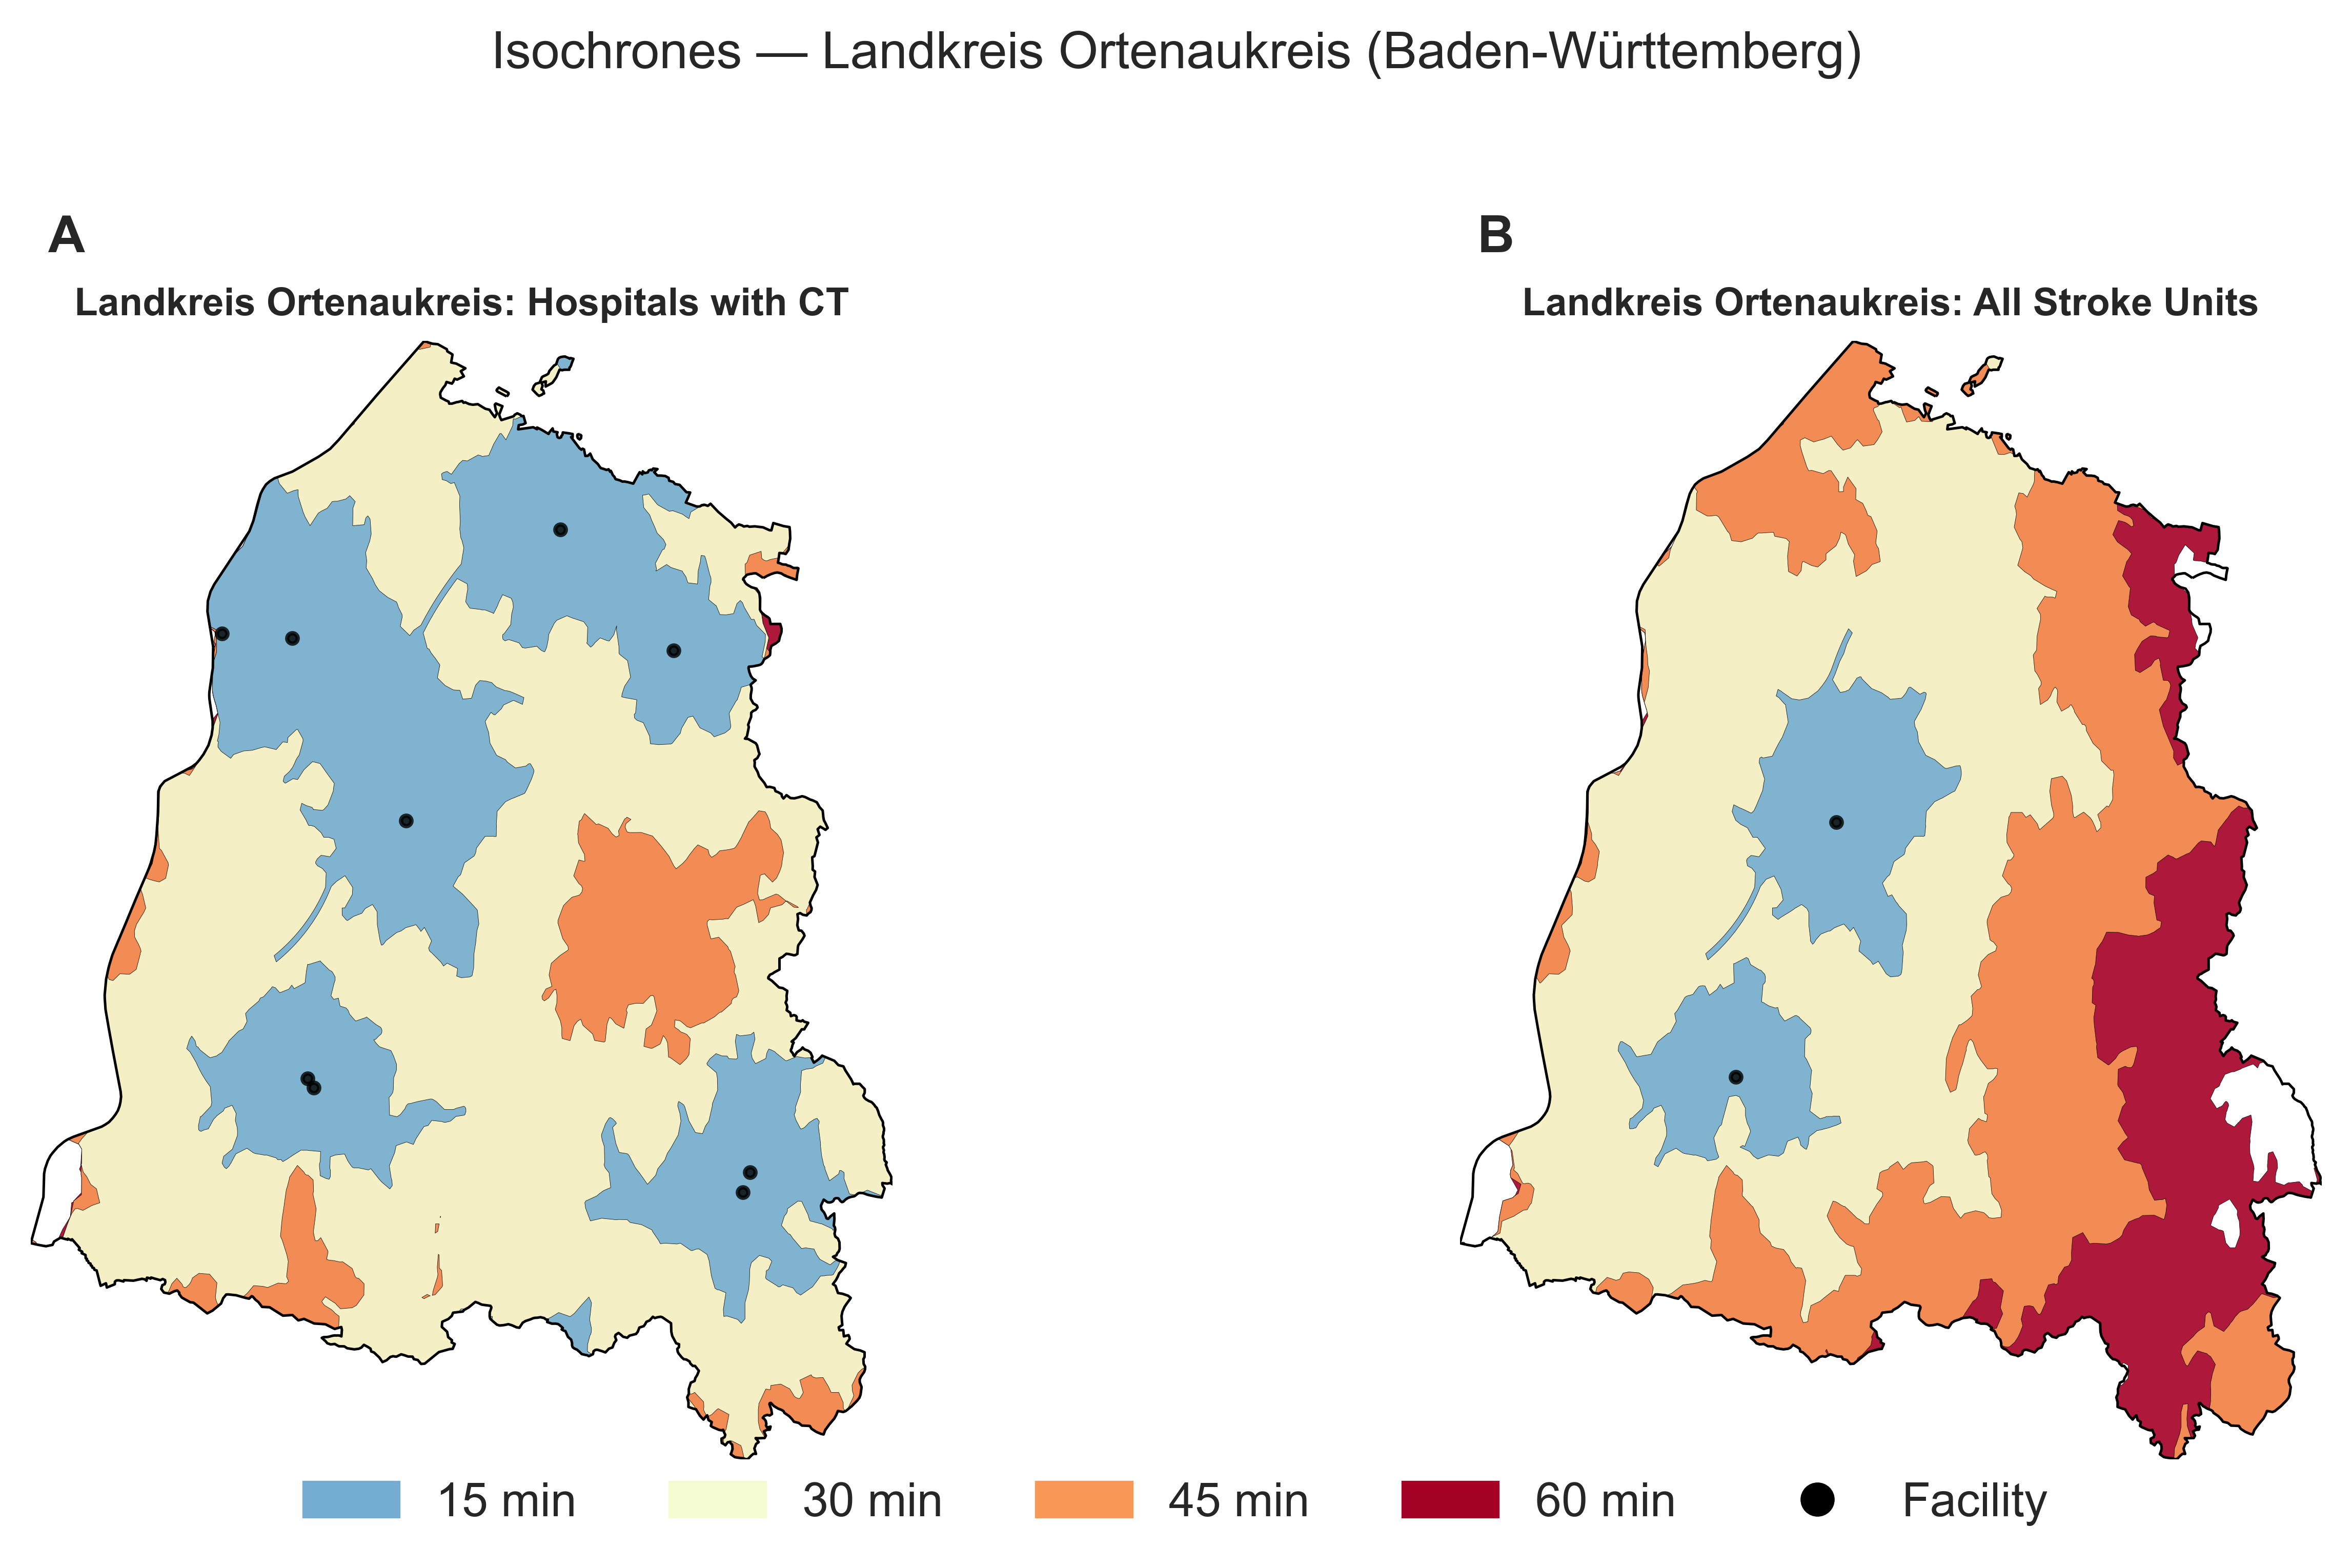 Isochrones — Landkreis Ortenaukreis (Baden-Württemberg)
A
B
Landkreis Ortenaukreis: Hospitals with CT
Landkreis Ortenaukreis: All Stroke Units
15 min
30 min
45 min
60 min
Facility